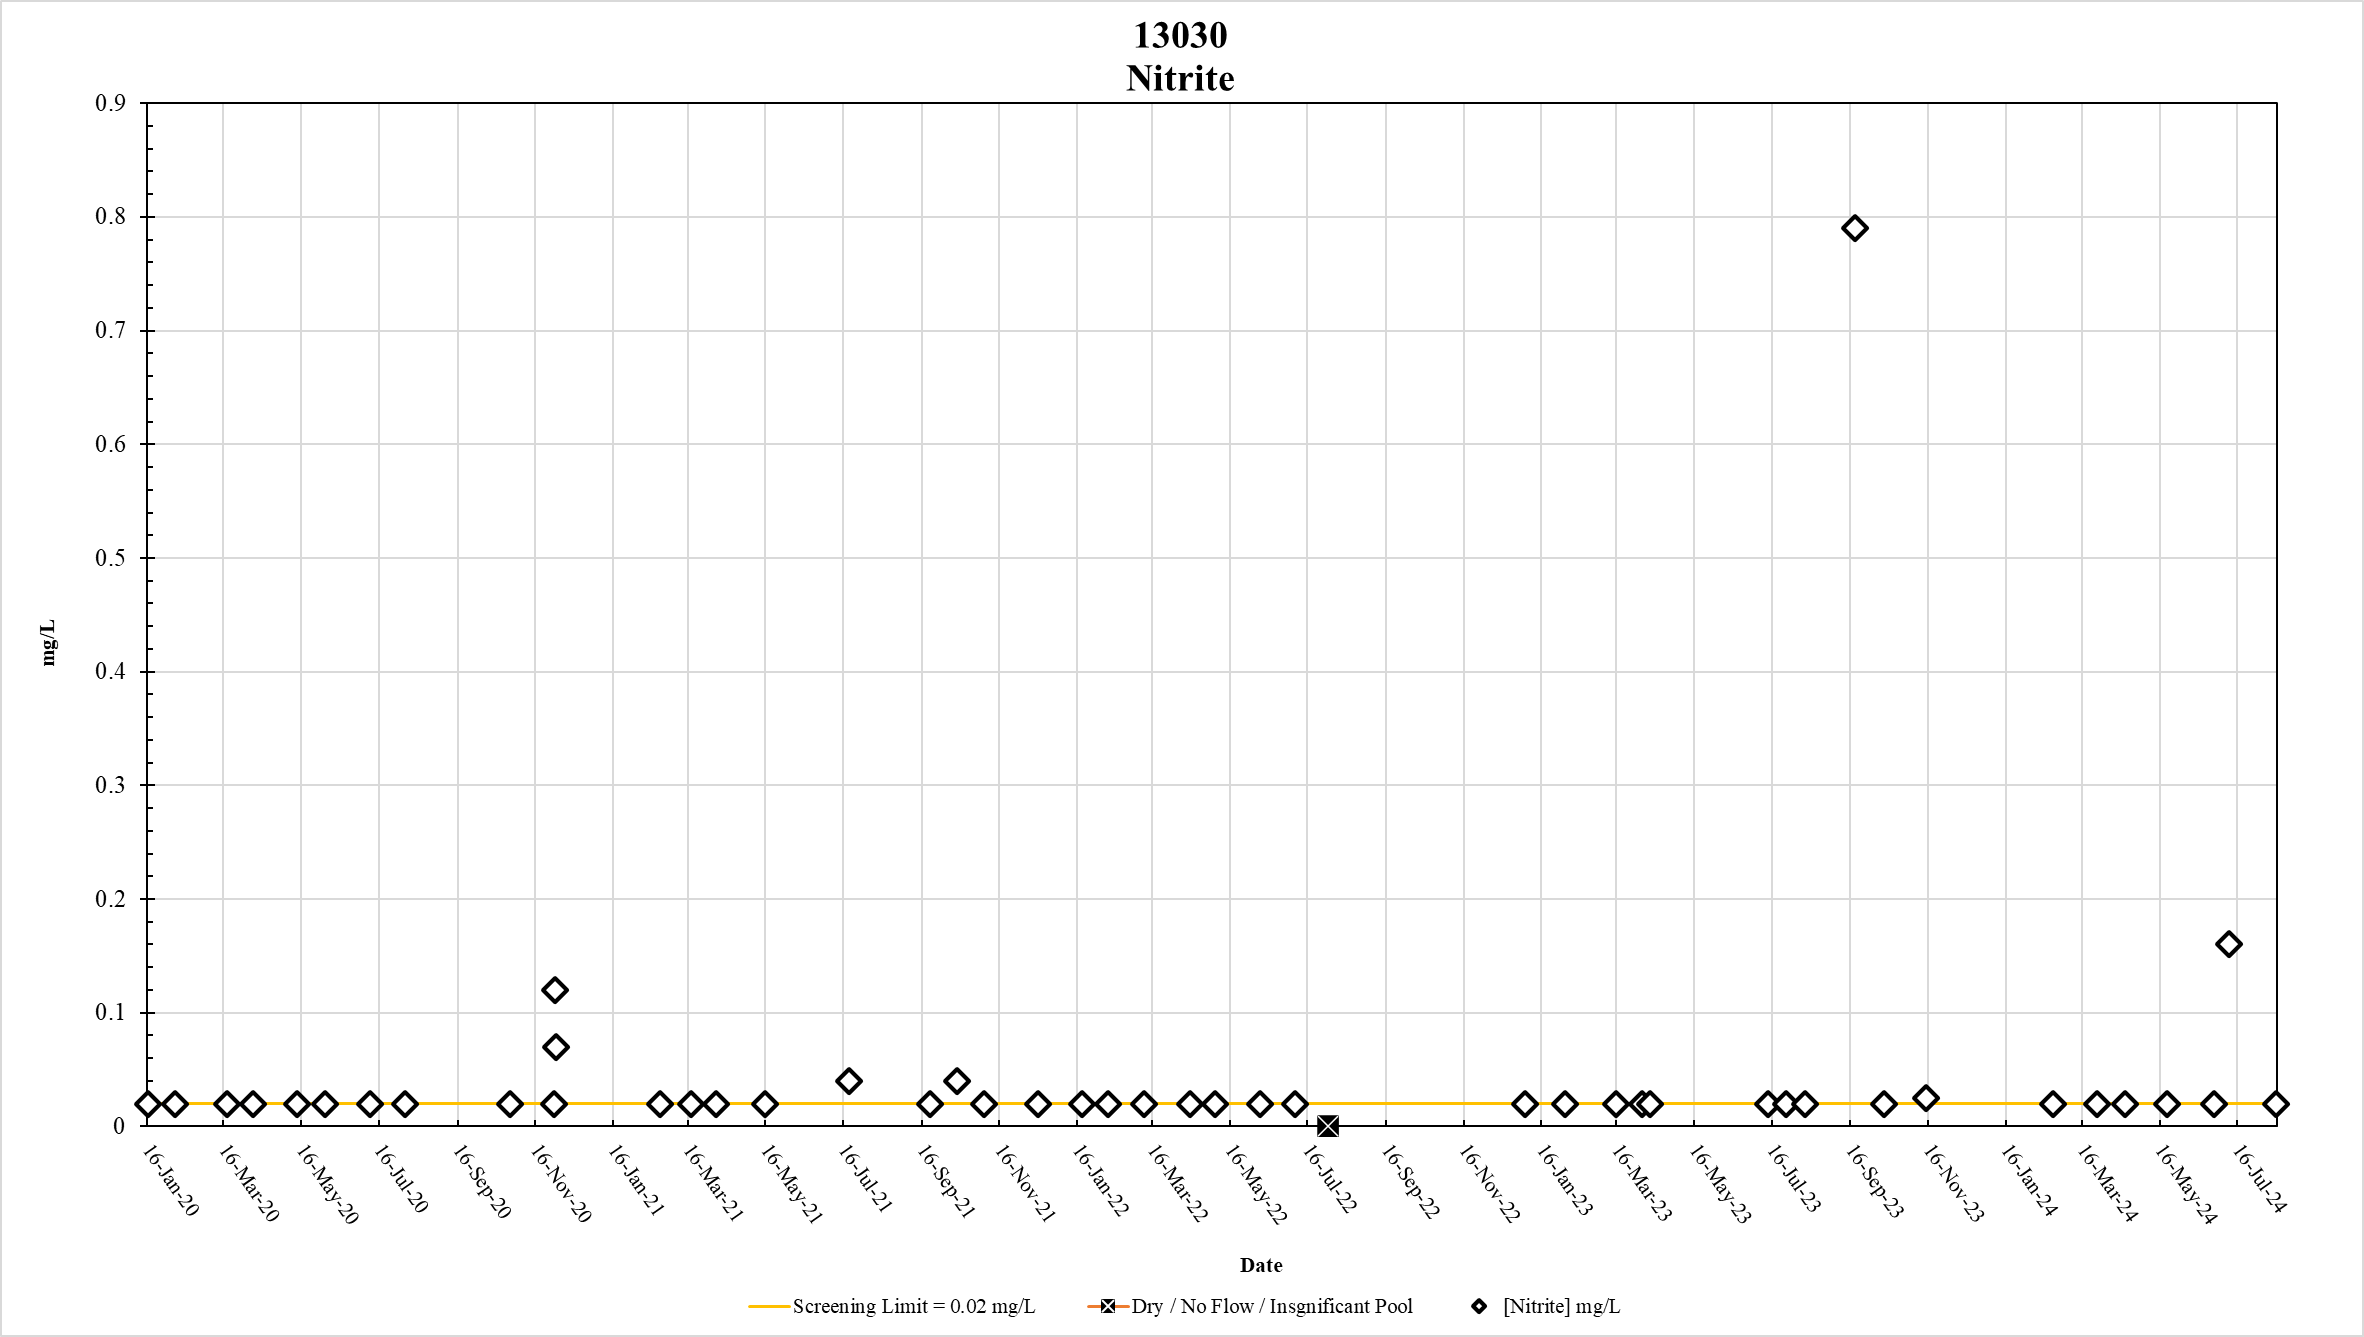 13030
Nitrite
0.9
0.8
0.7
0.6
0.5
0.4
0.3
0.2
0.1
0
mg/L
16-Jan-20
16-Mar-20
16-May-20
16-Jul-20
16-Sep-20
16-Nov-20
16-Jan-21
16-Mar-21
16-May-21
16-Jul-21
16-Sep-21
16-Nov-21
16-Jan-22
16-Mar-22
16-May-22
16-Jul-22
16-Sep-22
16-Nov-22
16-Jan-23
16-Mar-23
16-May-23
16-Jul-23
16-Sep-23
16-Nov-23
16-Jan-24
16-Mar-24
16-May-24
16-Jul-24
Date
Screening Limit = 0.02 mg/L
Dry / No Flow / Insgnificant Pool
[Nitrite] mg/L